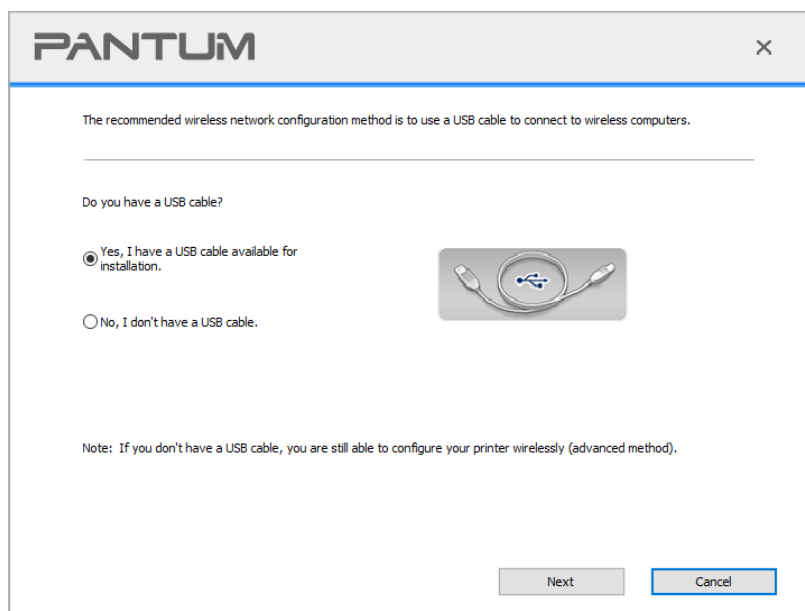 PANTUM
The recommended wireless network configuration method is to use a USB cable to connect to wireless computers.
Do you have a USB cable?
Yes, I have a USB cable available for
installation.
No, I don't have a USB cable.
Note: If you don't have a USB cable, you are still able to configure your printer wirelessly (advanced method).
Next
Cancel